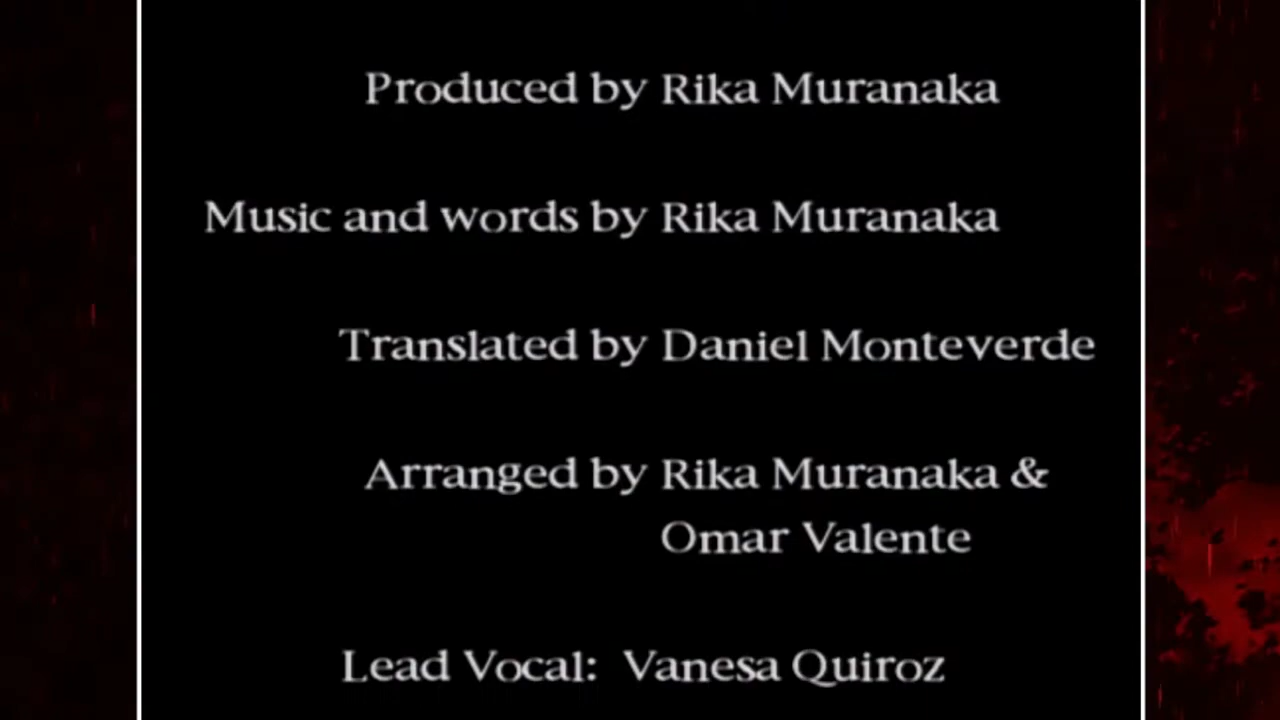 Produced by Rika Muranaka
Music and words by Rika Muranaka
Translated by Daniel Monteverde
Arranged by Rika Muranaka &
Omar Valente
Lead Vocal: Vanesa Quiroz